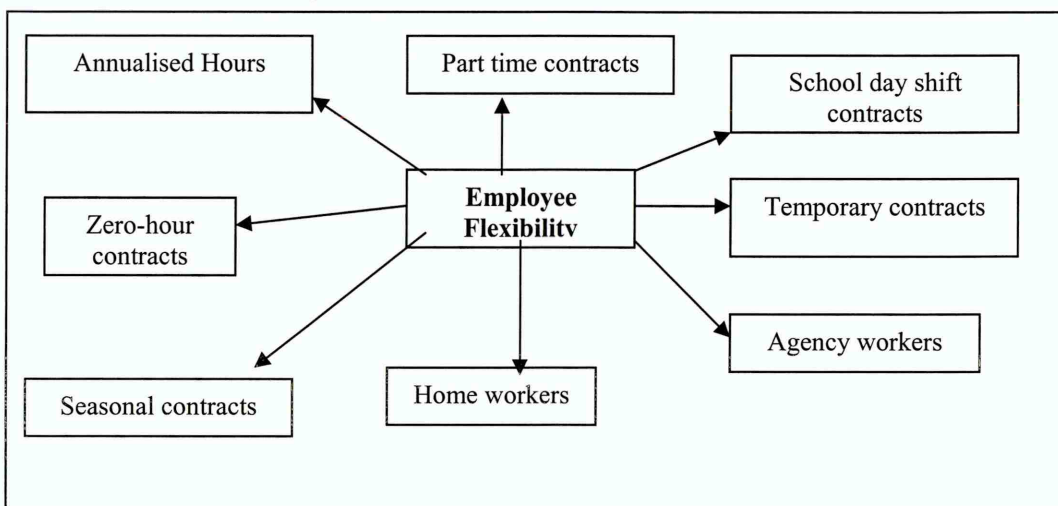 Annualised Hours
Part time contracts
School day shift
contracts
Employee
Flexibility
Zero-hour
contracts
Temporary contracts
Agency workers
Seasonal contracts
Home workers